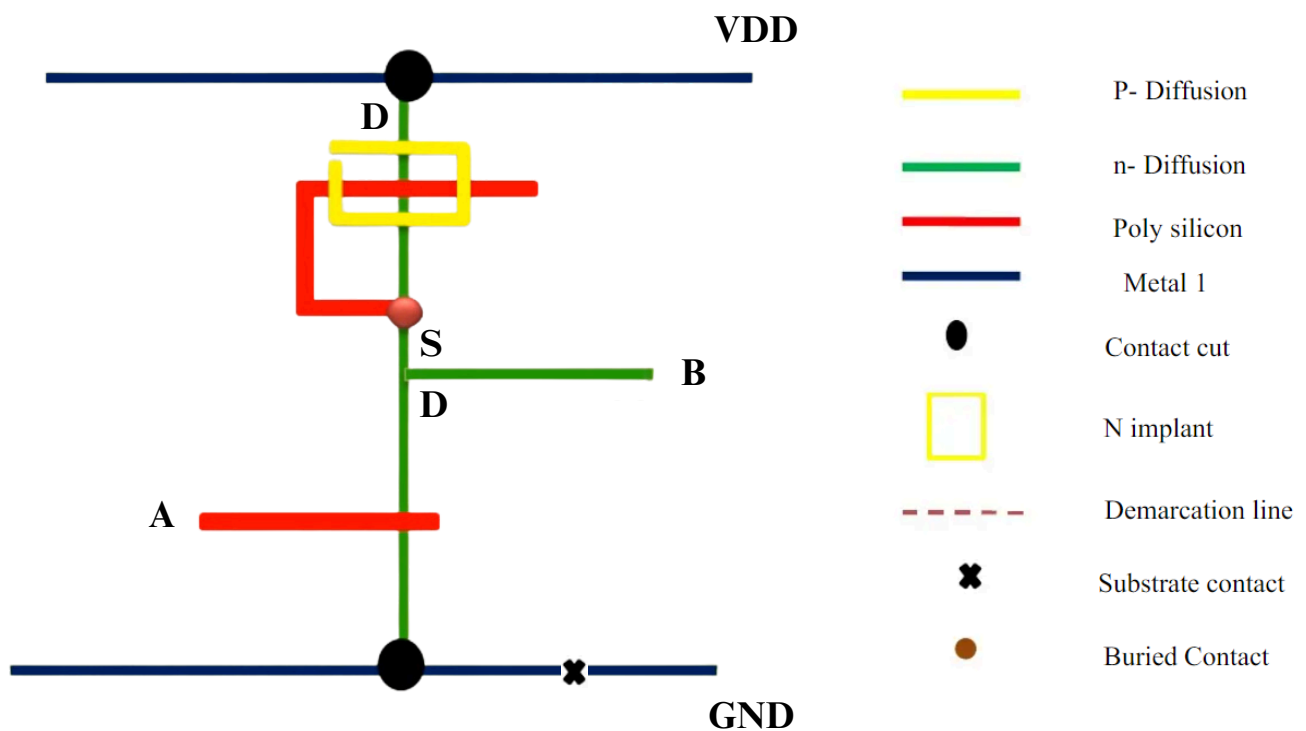 VDD
D
S
B
D
A
GND
P- Diffusion
n- Diffusion
Poly silicon
Metal 1
Contact cut
N implant
Demarcation line
Substrate contact
Buried Contact